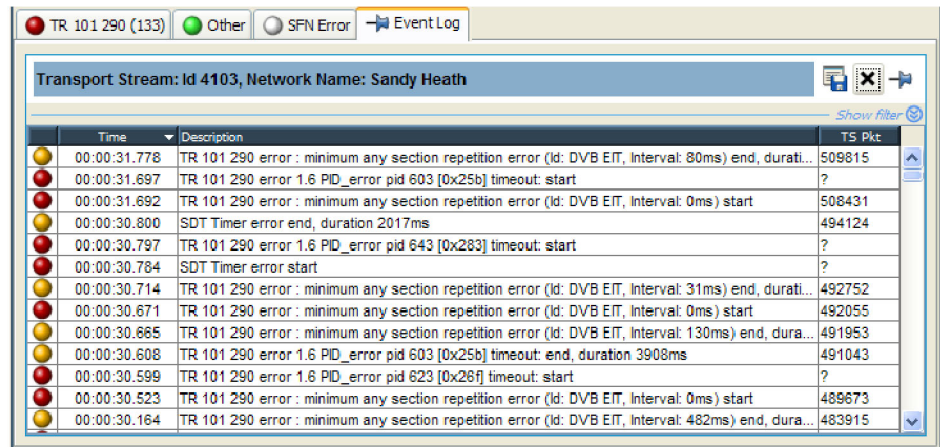 TR 101 290 (133) Other SFN Error Event Log
Transport Stream: Id 4103, Network Name: Sandy Heath
Show filter
Time Description TS Pkt
00:00:31.778 TR 101 290 error : minimum any section repetition error (Id: DVB EIT, Interval: 80ms) end, durati... 509815
00:00:31.697 TR 101 290 error 1.6 PID_error pid 603 [0x25b] timeout: start ?
00:00:31.692 TR 101 290 error : minimum any section repetition error (Id: DVB EIT, Interval: 0ms) start 508431
00:00:30.800 SDT Timer error end, duration 2017ms 494124
00:00:30.797 TR 101 290 error 1.6 PID_error pid 643 [0x283] timeout: start ?
00:00:30.784 SDT Timer error start ?
00:00:30.714 TR 101 290 error : minimum any section repetition error (Id: DVB EIT, Interval: 31ms) end, durati... 492752
00:00:30.671 TR 101 290 error : minimum any section repetition error (Id: DVB EIT, Interval: 0ms) start 492055
00:00:30.665 TR 101 290 error : minimum any section repetition error (Id: DVB EIT, Interval: 130ms) end, dura... 491953
00:00:30.608 TR 101 290 error 1.6 PID_error pid 603 [0x25b] timeout: end, duration 3908ms 491043
00:00:30.599 TR 101 290 error 1.6 PID_error pid 623 [0x26f] timeout: start ?
00:00:30.523 TR 101 290 error : minimum any section repetition error (Id: DVB EIT, Interval: 0ms) start 489673
00:00:30.164 TR 101 290 error : minimum any section repetition error (Id: DVB EIT, Interval: 482ms) end, dura... 483915